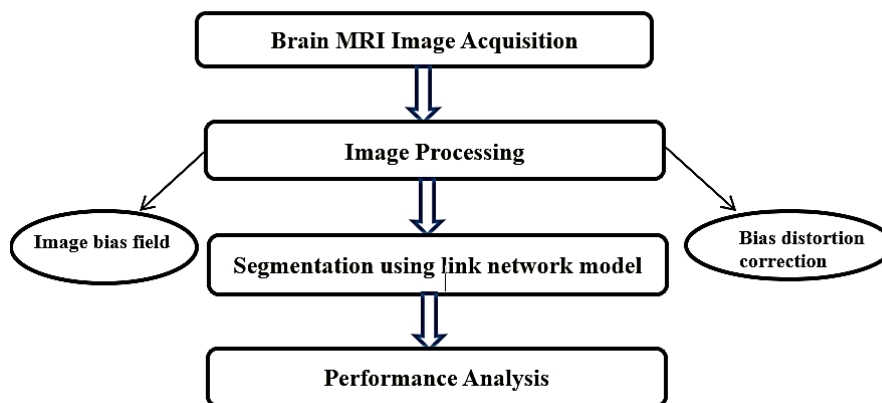 Brain MRI Image Acquisition
Image Processing
Image bias field
Bias distortion
correction
Segmentation using link network model
Performance Analysis